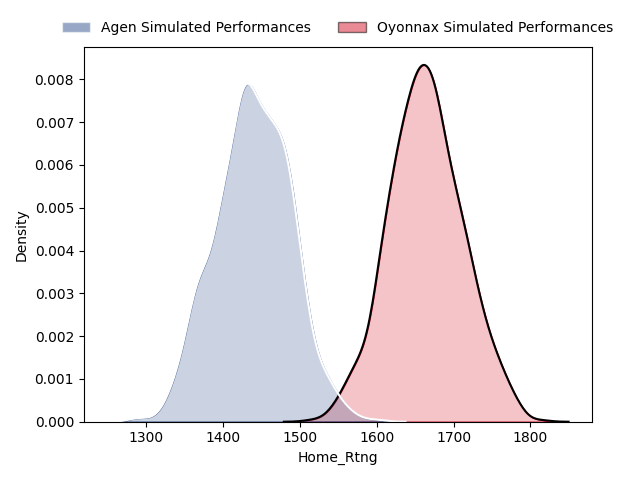 Agen Simulated Performances
Oyonnax Simulated Performances
Density
0.008
0.007
0.006
0.005
0.004
0.003
0.002
0.001
0.000
1300 1400 1500 1600 1700 1800
Home_Rtng